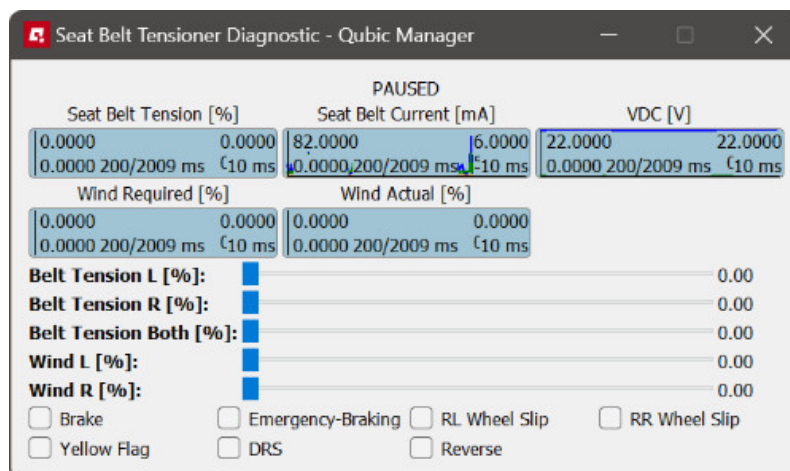 Seat Belt Tensioner Diagnostic - Qubic Manager
PAUSED
Seat Belt Tension [%] Seat Belt Current [mA] VDC [V]
0.0000 0.0000 82.0000 6.0000 22.0000 22.0000
0.0000 200/2009 ms 10 ms 0.0000 200/2009 ms -10 ms 0.0000 200/2009 ms 10 ms
Wind Required [%] Wind Actual [%]
0.0000 0.0000 0.0000 0.0000
0.0000 200/2009 ms 10 ms 0.0000 200/2009 ms 10 ms
Belt Tension L [%]: 0.00
Belt Tension R [%]: 0.00
Belt Tension Both [%]: 0.00
Wind L [%]: 0.00
Wind R [%]: 0.00
Brake Emergency-Braking RL Wheel Slip RR Wheel Slip
Yellow Flag DRS Reverse